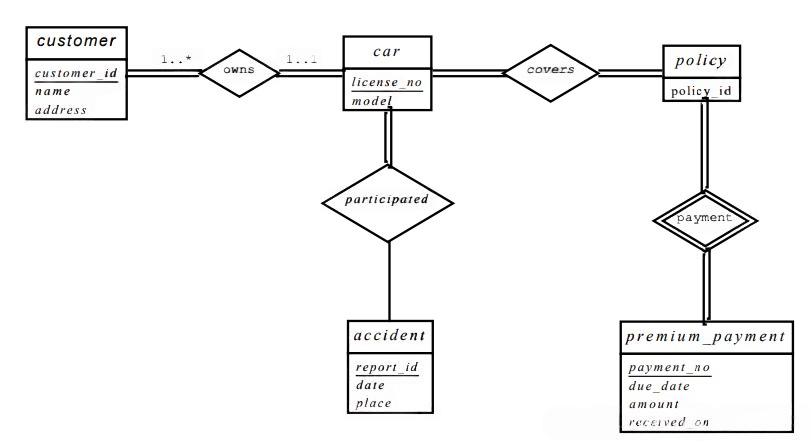 customer
customer_id
name
address
1..*
owns
1..1
car
license_no
model
covers
policy
policy_id
participated
payment
accident
report_id
date
place
premium_payment
payment_no
due_date
amount
received_on